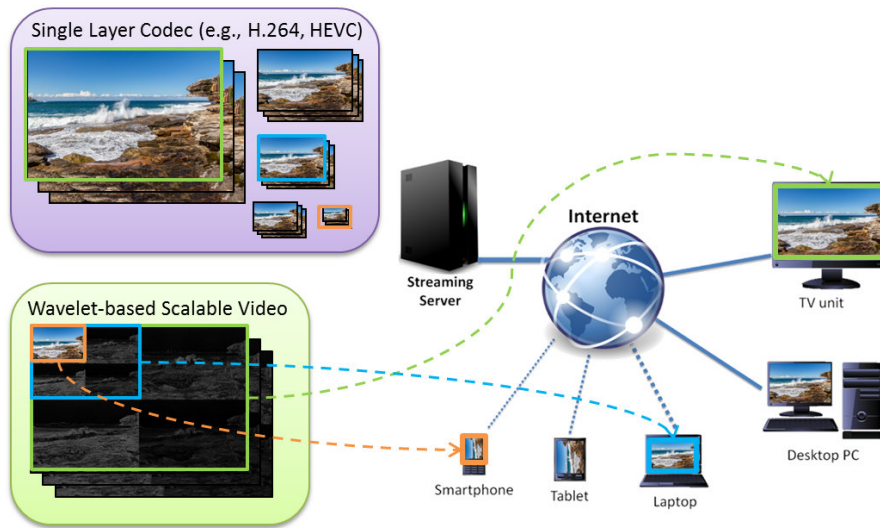 Single Layer Codec (e.g., H.264, HEVC)
Internet
Streaming
Server
TV unit
Wavelet-based Scalable Video
Desktop PC
Smartphone
Tablet
Laptop